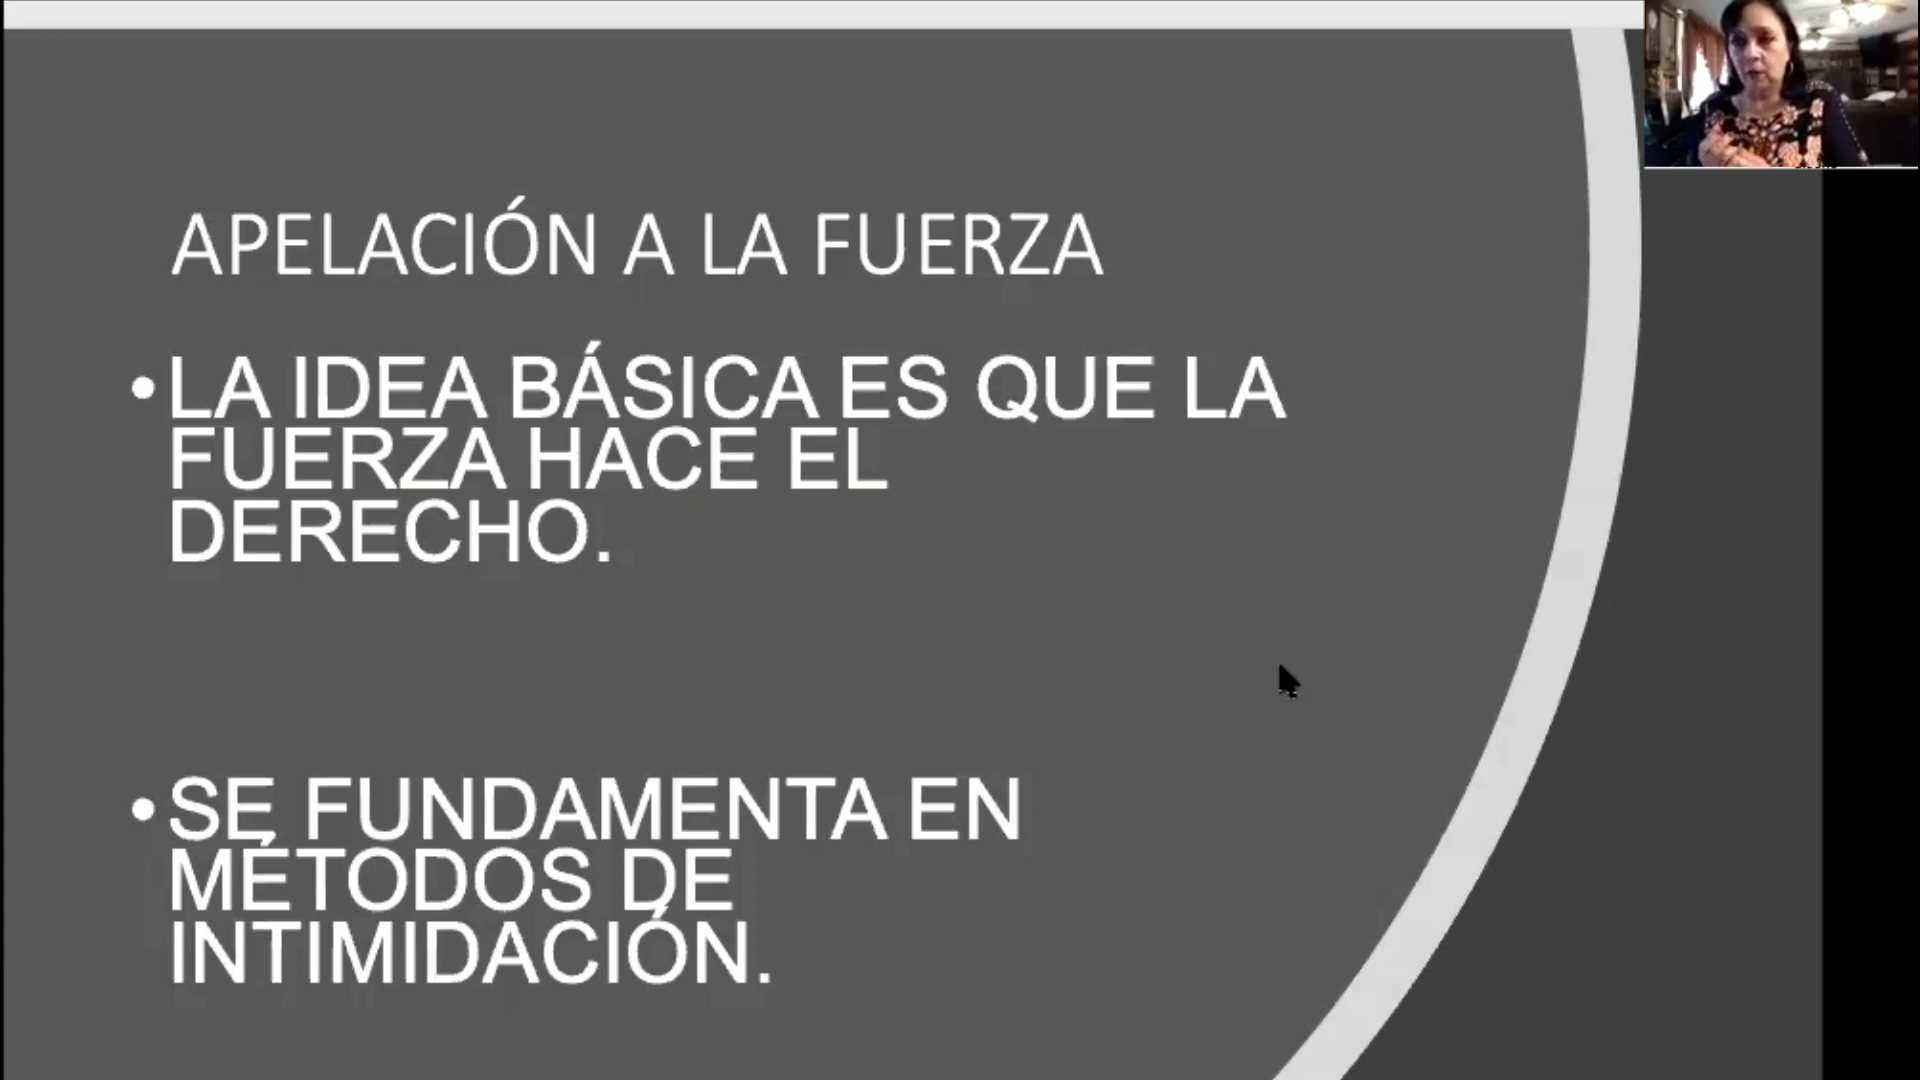 APELACIÓN A LA FUERZA
•LA IDEA BÁSICA ES QUE LA
FUERZA HACE EL
DERECHO.
•SE FUNDAMENTA EN
MÉTODOS DE
INTIMIDACIÓN.